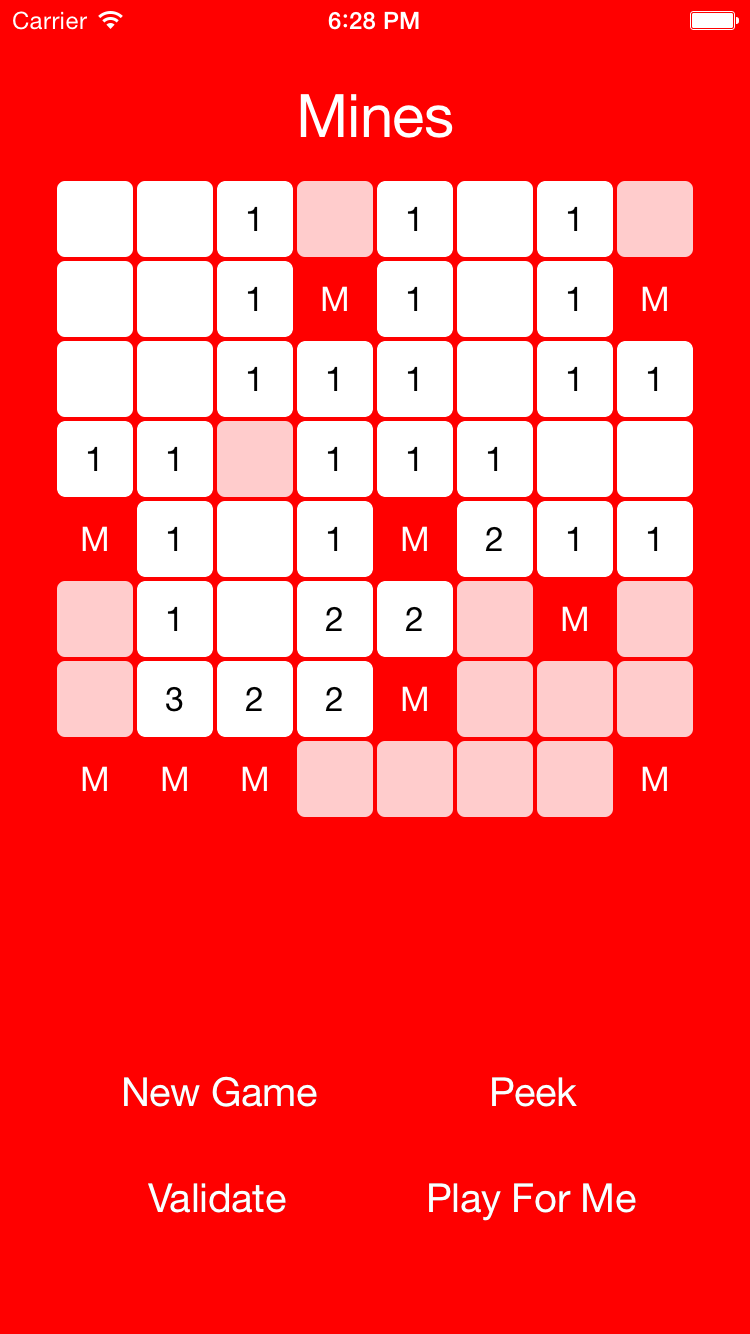 Carrier 6:28 PM
Mines
1 1 1
1 M 1 1 M
1 1 1 1 1
1 1 1 1 1
M 1 1 M 2 1 1
1 2 2 M
3 2 2 M
M M M M
New Game Peek
Validate Play For Me